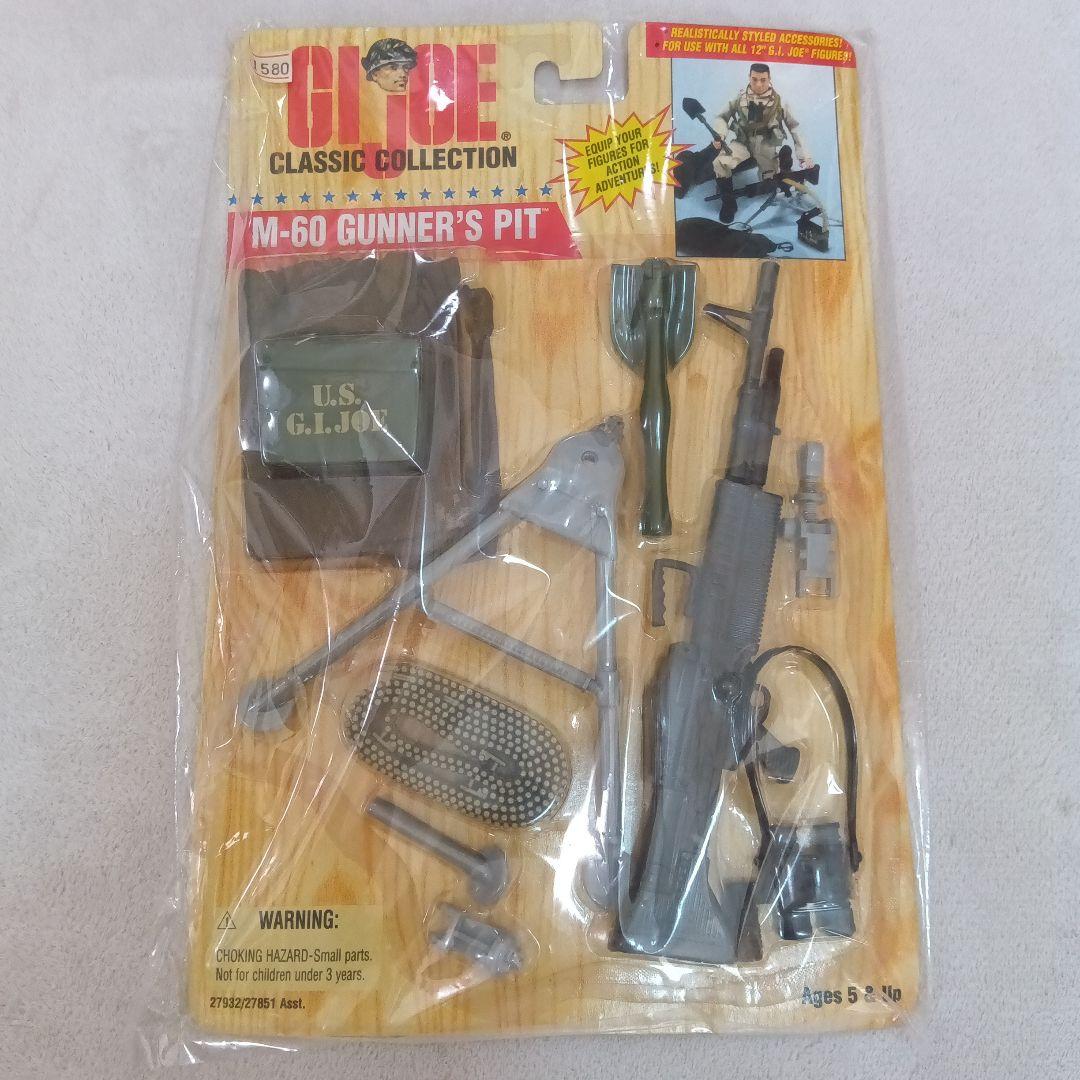 1580
GI JOE®
CLASSIC COLLECTION
M-60 GUNNER'S PIT™
REALISTICALLY STYLED ACCESSORIES!
FOR USE WITH ALL 12" G.I. JOE® FIGURES!
EQUIP YOUR
FIGURES FOR
ACTION
ADVENTURES!
U.S.
G.I. JOE
⚠ WARNING:
CHOKING HAZARD-Small parts.
Not for children under 3 years.
27932/27851 Asst.
Ages 5 & Up